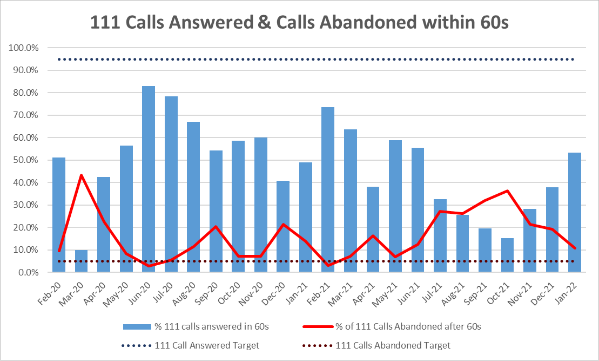 111 Calls Answered & Calls Abandoned within 60s
100.0%
90.0%
80.0%
70.0%
60.0%
50.0%
40.0%
30.0%
20.0%
10.0%
0.0%
Feb-20
Mar-20
Apr-20
May-20
Jun-20
Jul-20
Aug-20
Sep-20
Oct-20
Nov-20
Dec-20
Jan-21
Feb-21
Mar-21
Apr-21
May-21
Jun-21
Jul-21
Aug-21
Sep-21
Oct-21
Nov-21
Dec-21
Jan-22
% 111 calls answered in 60s
% of 111 Calls Abandoned after 60s
111 Call Answered Target
111 Calls Abandoned Target